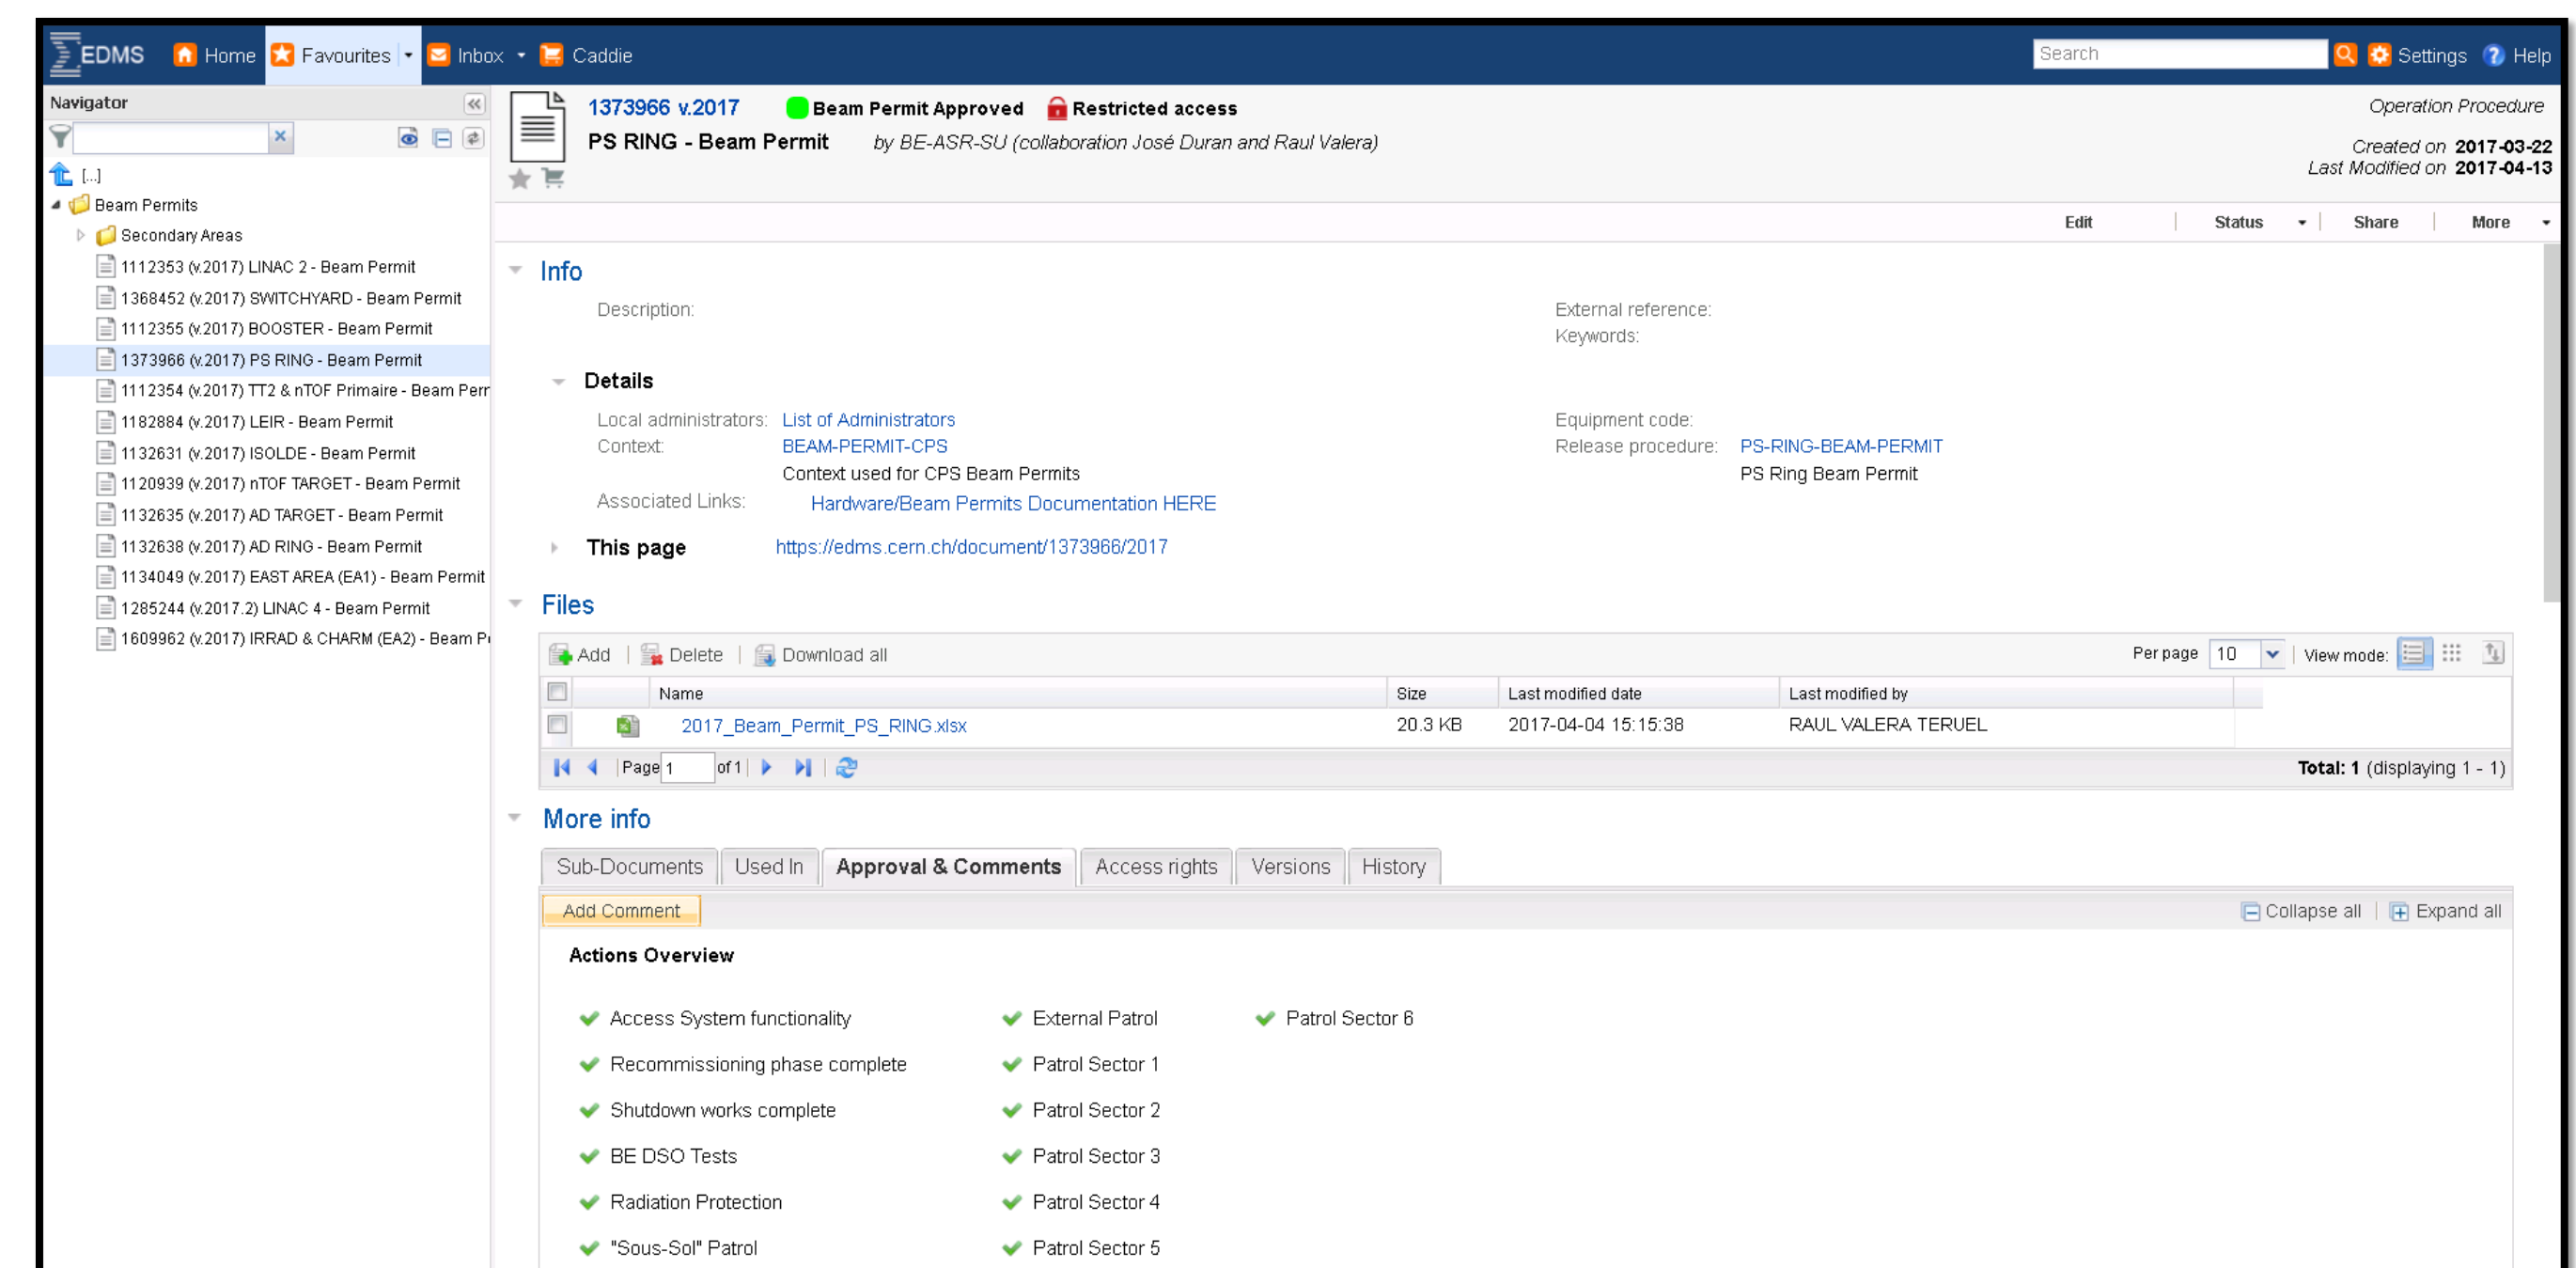 EDMS Home Favourites Inbox Caddie Search Settings Help
Navigator
[...]
Beam Permits
Secondary Areas
1112353 (v.2017) LINAC 2 - Beam Permit
1368452 (v.2017) SWITCHYARD - Beam Permit
1112355 (v.2017) BOOSTER - Beam Permit
1373966 (v.2017) PS RING - Beam Permit
1112354 (v.2017) TT2 & nTOF Primaire - Beam Perr
1182884 (v.2017) LEIR - Beam Permit
1132631 (v.2017) ISOLDE - Beam Permit
1120939 (v.2017) nTOF TARGET - Beam Permit
1132635 (v.2017) AD TARGET - Beam Permit
1132638 (v.2017) AD RING - Beam Permit
1134049 (v.2017) EAST AREA (EA1) - Beam Permit
1285244 (v.2017.2) LINAC 4 - Beam Permit
1609962 (v.2017) IRRAD & CHARM (EA2) - Beam P
1373966 v.2017 Beam Permit Approved Restricted access
PS RING - Beam Permit by BE-ASR-SU (collaboration José Duran and Raul Valera)
Operation Procedure
Created on 2017-03-22
Last Modified on 2017-04-13
Edit Status Share More
Info
Description: External reference:
Keywords:
Details
Local administrators: List of Administrators Equipment code:
Context: BEAM-PERMIT-CPS Release procedure: PS-RING-BEAM-PERMIT
Context used for CPS Beam Permits PS Ring Beam Permit
Associated Links: Hardware/Beam Permits Documentation HERE
This page https://edms.cern.ch/document/1373966/2017
Files
Add Delete Download all Per page 10 View mode:
Name Size Last modified date Last modified by
2017_Beam_Permit_PS_RING.xlsx 20.3 KB 2017-04-04 15:15:38 RAUL VALERA TERUEL
Page 1 of 1 Total: 1 (displaying 1 - 1)
More info
Sub-Documents Used In Approval & Comments Access rights Versions History
Add Comment Collapse all Expand all
Actions Overview
Access System functionality External Patrol Patrol Sector 6
Recommissioning phase complete Patrol Sector 1
Shutdown works complete Patrol Sector 2
BE DSO Tests Patrol Sector 3
Radiation Protection Patrol Sector 4
"Sous-Sol" Patrol Patrol Sector 5